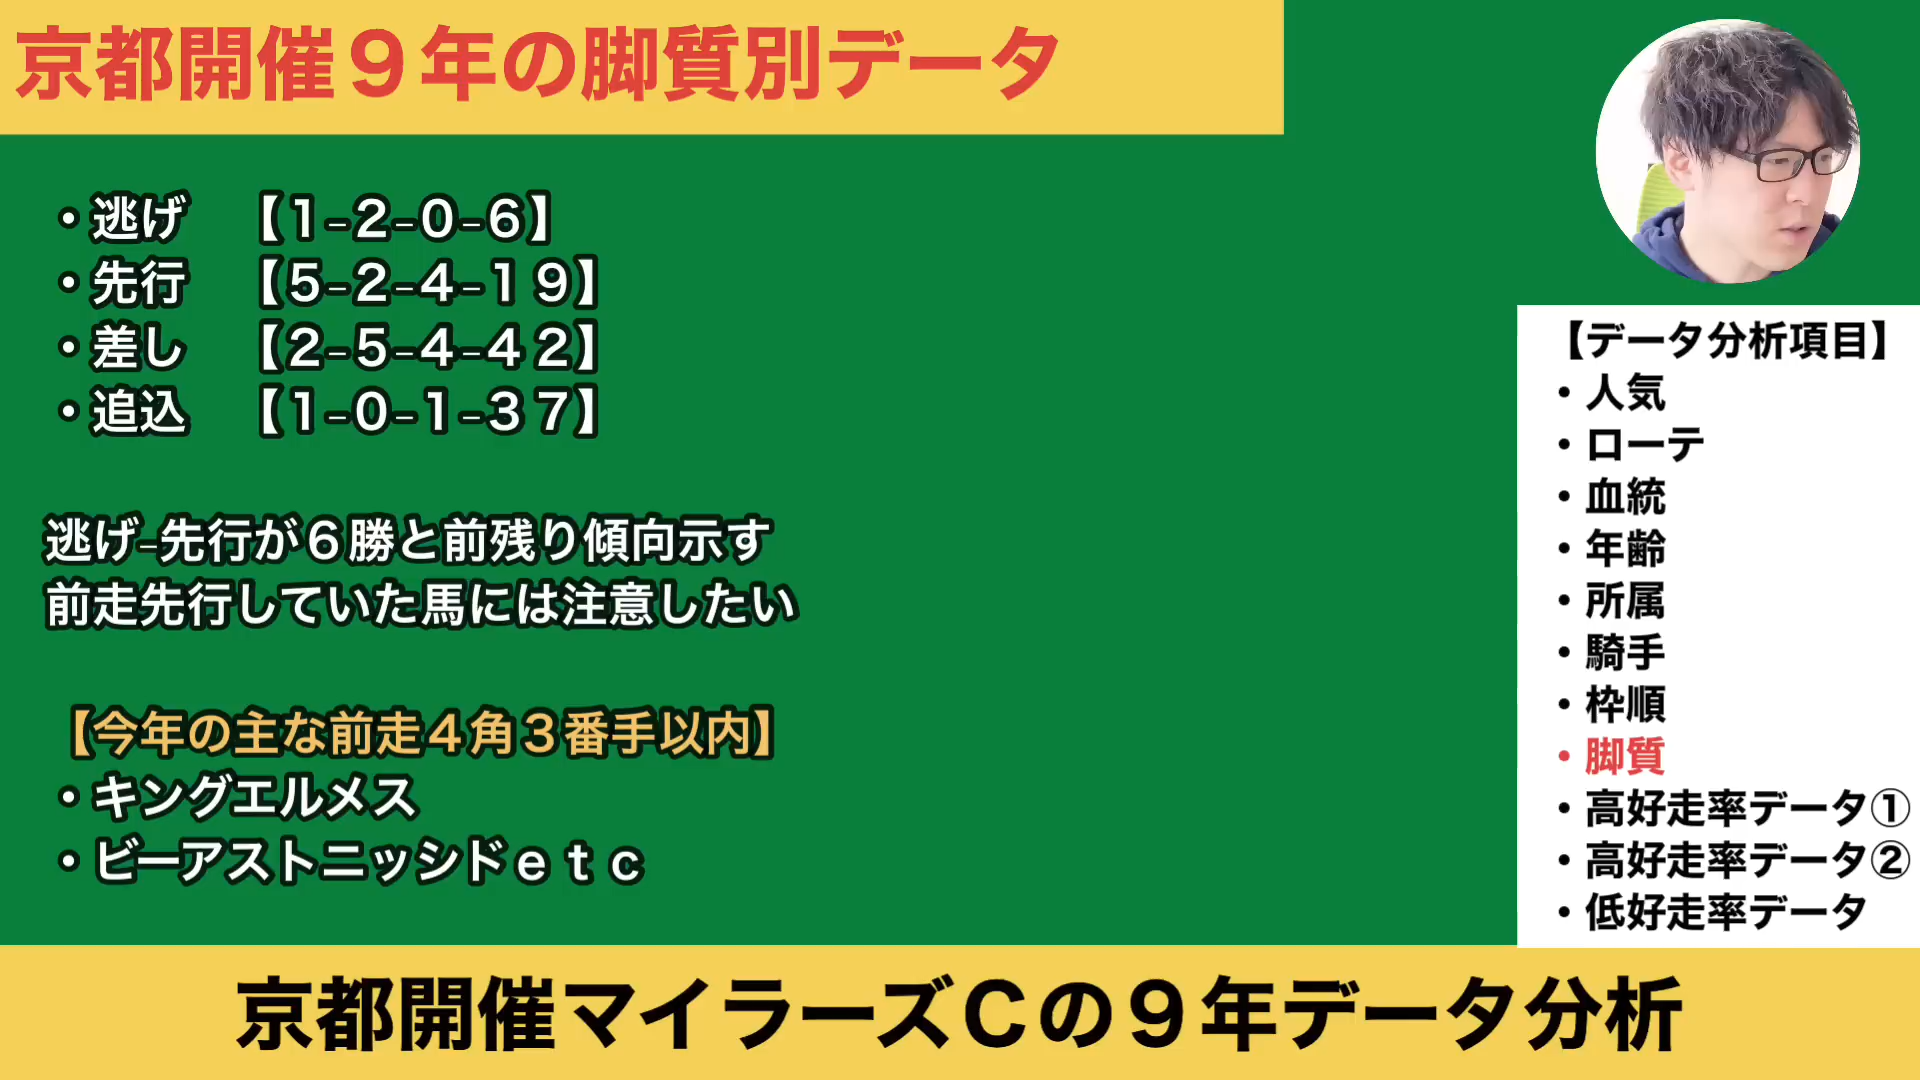 京都開催９年の脚質別データ
・逃げ　【１-２-０-６】
・先行　【５-２-４-１９】
・差し　【２-５-４-４２】
・追込　【１-０-１-３７】
逃げ-先行が６勝と前残り傾向示す
前走先行していた馬には注意したい
【今年の主な前走４角３番手以内】
・キングエルメス
・ビーアストニッシドｅｔｃ
【データ分析項目】
・人気
・ローテ
・血統
・年齢
・所属
・騎手
・枠順
・脚質
・高好走率データ①
・高好走率データ②
・低好走率データ
京都開催マイラーズＣの９年データ分析